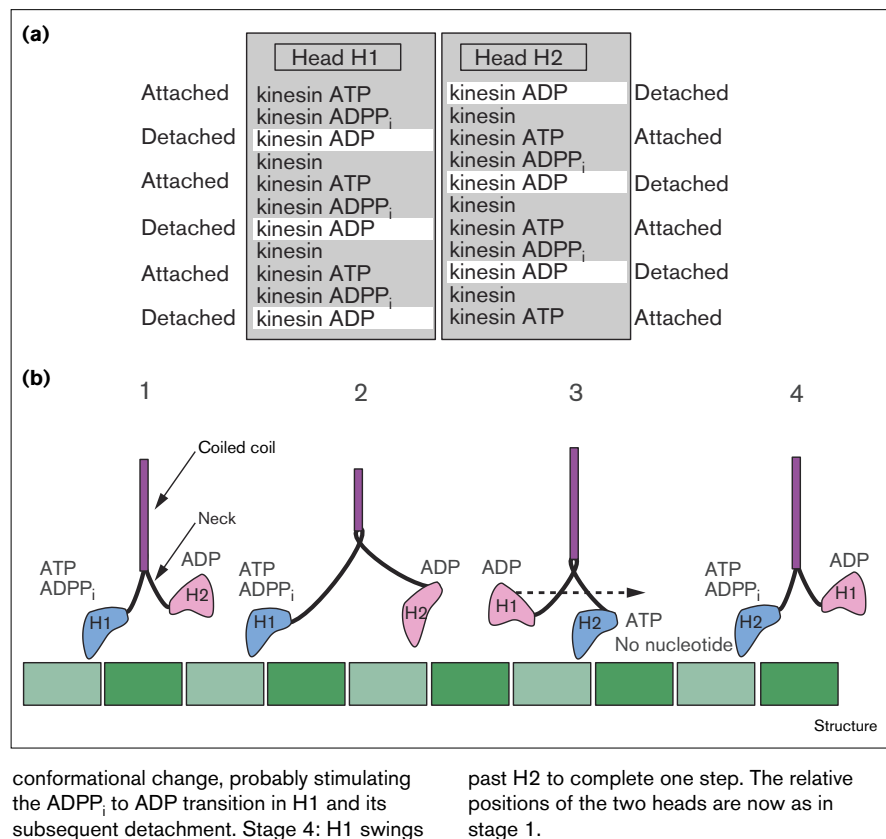 (a)
Head H1 Head H2
Attached kinesin ATP kinesin ADP Detached
kinesin ADPPi kinesin
Detached kinesin ADP kinesin ATP Attached
kinesin kinesin ADPPi
Attached kinesin ATP kinesin ADP Detached
kinesin ADPPi kinesin
Detached kinesin ADP kinesin ATP Attached
kinesin kinesin ADPPi
Attached kinesin ATP kinesin ADP Detached
kinesin ADPPi kinesin
Detached kinesin ADP kinesin ATP Attached
(b)
1 2 3 4
Coiled coil
Neck
ATP
ADPPi
ADP
H1
H2
ATP
ADPPi
ADP
H1
H2
ADP
H1
H2
ATP
No nucleotide
ATP
ADPPi
ADP
H2
H1
Structure
conformational change, probably stimulating
the ADPPi to ADP transition in H1 and its
subsequent detachment. Stage 4: H1 swings
past H2 to complete one step. The relative
positions of the two heads are now as in
stage 1.